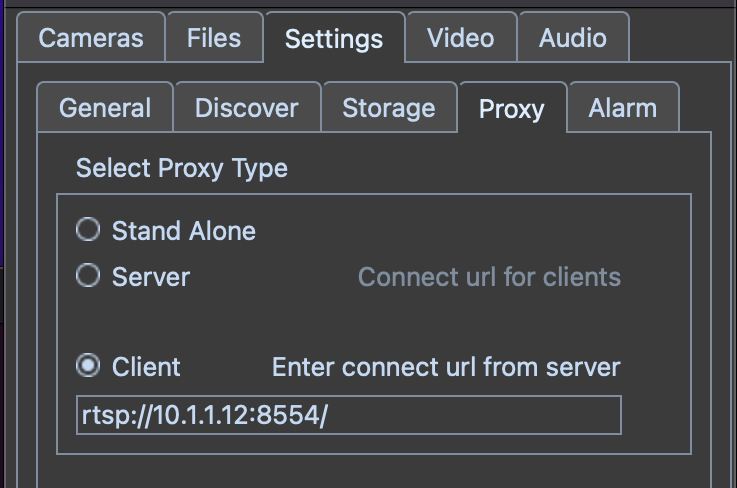 Cameras Files Settings Video Audio
General Discover Storage Proxy Alarm
Select Proxy Type
Stand Alone
Server Connect url for clients
Client Enter connect url from server
rtsp://10.1.1.12:8554/